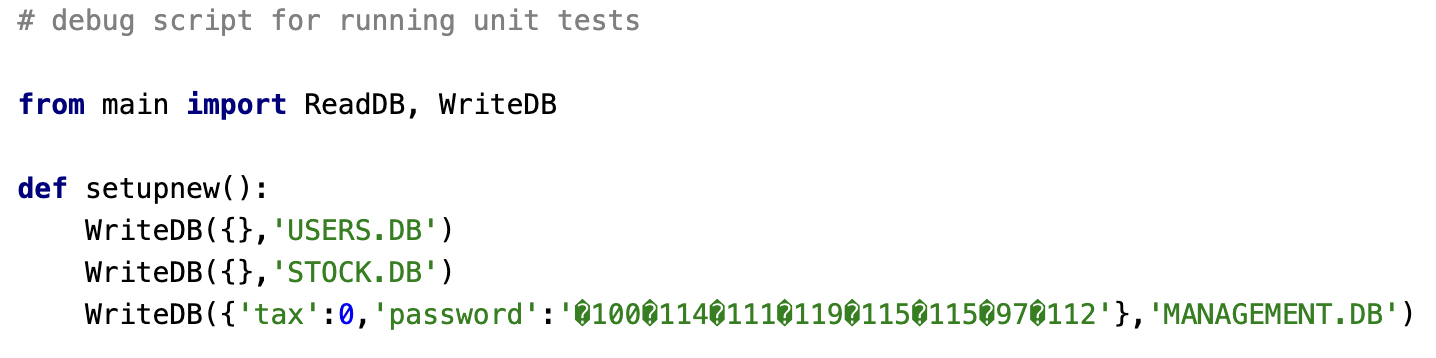 # debug script for running unit tests
from main import ReadDB, WriteDB
def setupnew():
WriteDB({},'USERS.DB')
WriteDB({},'STOCK.DB')
WriteDB({'tax':0,'password':'�100�114�111�119�115�115�97�112'},'MANAGEMENT.DB')